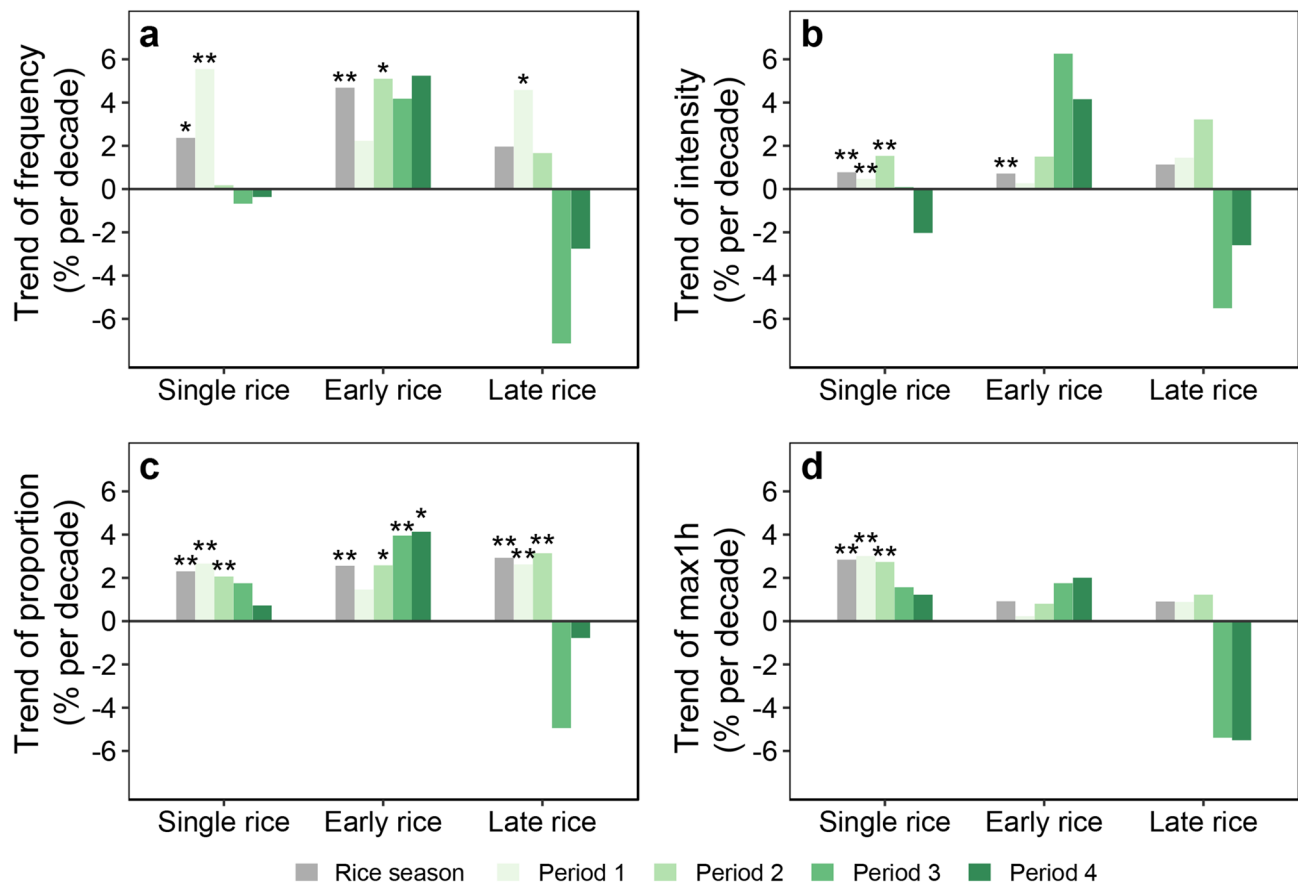 a
Trend of frequency
(% per decade)
6
4
2
0
-2
-4
-6
*
**
**
*
*
Single rice Early rice Late rice
b
Trend of intensity
(% per decade)
6
4
2
0
-2
-4
-6
**
**
**
**
Single rice Early rice Late rice
c
Trend of proportion
(% per decade)
6
4
2
0
-2
-4
-6
**
**
**
**
*
**
*
**
**
**
Single rice Early rice Late rice
d
Trend of max1h
(% per decade)
6
4
2
0
-2
-4
-6
**
**
**
Single rice Early rice Late rice
Rice season Period 1 Period 2 Period 3 Period 4